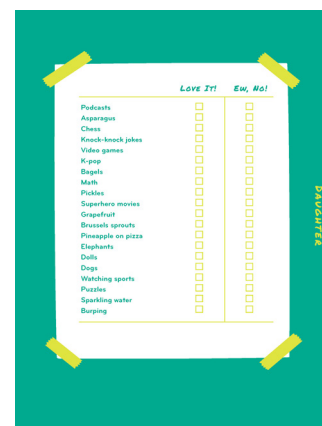 Love It! Ew, No!
Podcasts
Asparagus
Chess
Knock-knock jokes
Video games
K-pop
Bagels
Math
Pickles
Superhero movies
Grapefruit
Brussels sprouts
Pineapple on pizza
Elephants
Dolls
Dogs
Watching sports
Puzzles
Sparkling water
Burping
DAUGHTER